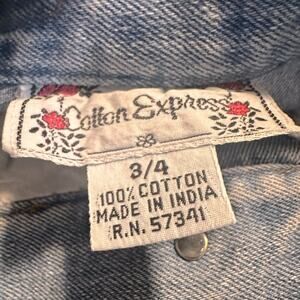 Cotton Express
3/4
100% COTTON
MADE IN INDIA
R.N. 57341